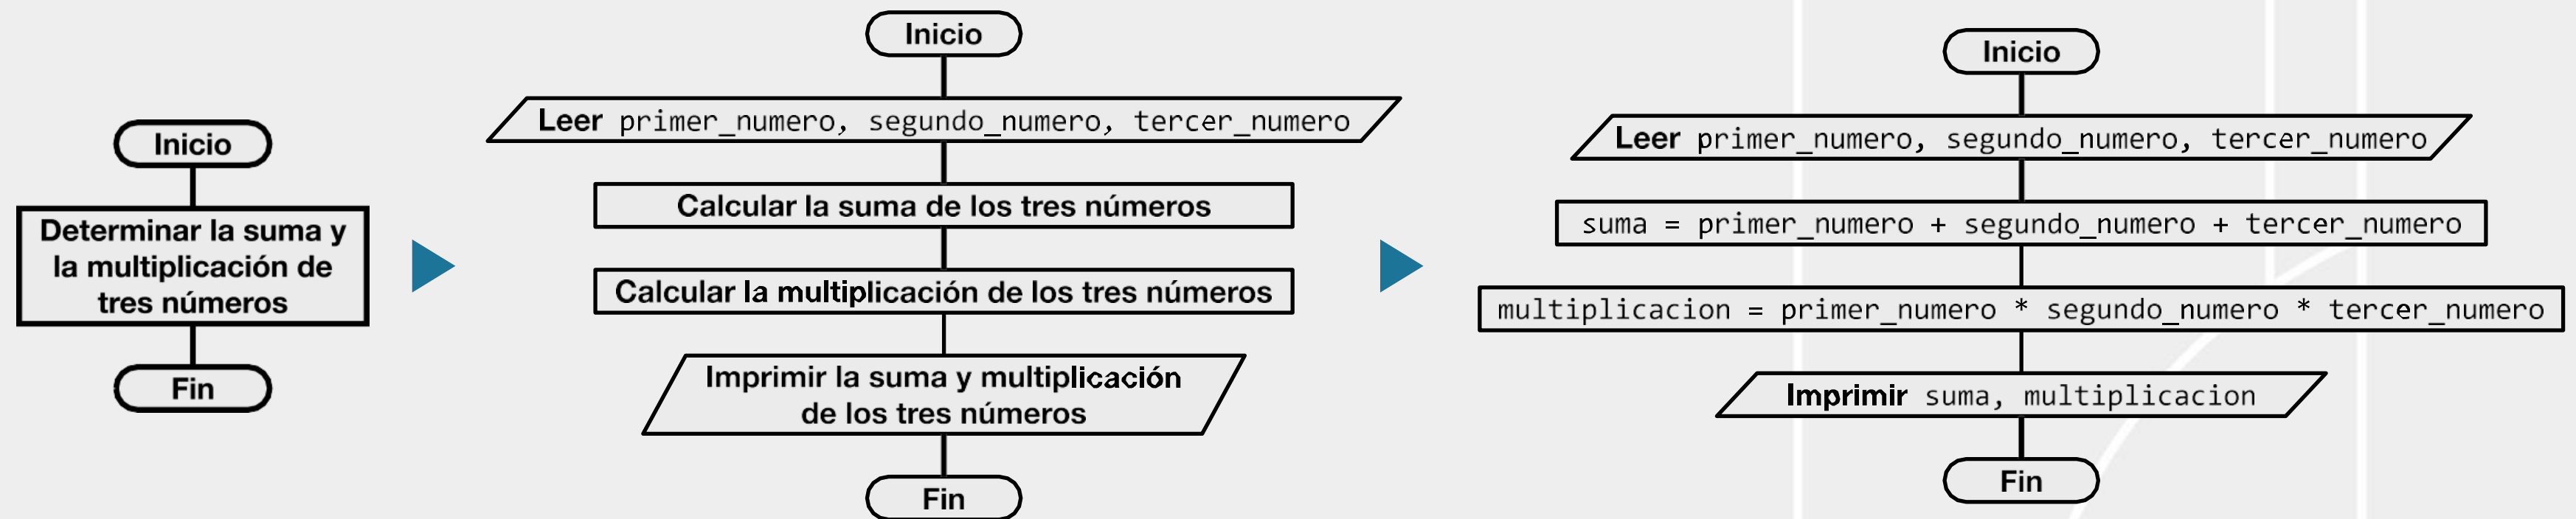 Inicio
Determinar la suma y
la multiplicación de
tres números
Fin
Inicio
Leer primer_numero, segundo_numero, tercer_numero
Calcular la suma de los tres números
Calcular la multiplicación de los tres números
Imprimir la suma y multiplicación
de los tres números
Fin
Inicio
Leer primer_numero, segundo_numero, tercer_numero
suma = primer_numero + segundo_numero + tercer_numero
multiplicacion = primer_numero * segundo_numero * tercer_numero
Imprimir suma, multiplicacion
Fin